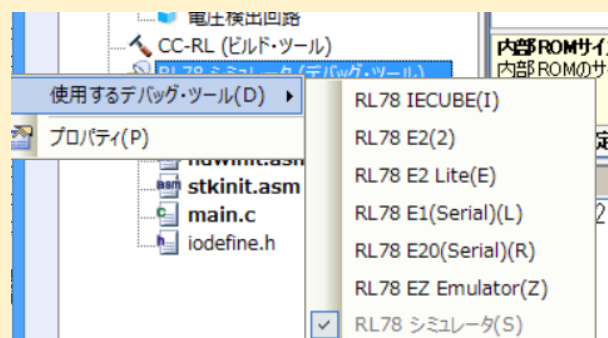 電圧検出回路
CC-RL (ビルド・ツール)
RL78 シミュレータ (デバッグ・ツール)
内部ROMサイ
内部ROMのサ
使用するデバッグ・ツール(D)
プロパティ(P)
RL78 IECUBE(I)
RL78 E2(2)
RL78 E2 Lite(E)
RL78 E1(Serial)(L)
RL78 E20(Serial)(R)
RL78 EZ Emulator(Z)
RL78 シミュレータ(S)
hdwinit.asm
stkinit.asm
main.c
iodefine.h
定
2